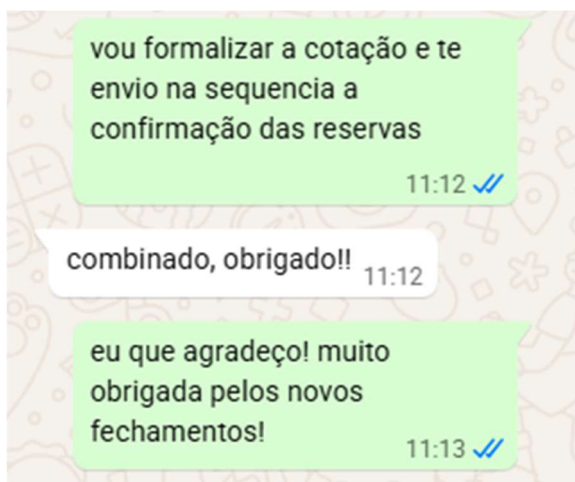 vou formalizar a cotação e te
envio na sequencia a
confirmação das reservas
11:12
combinado, obrigado!! 11:12
eu que agradeço! muito
obrigada pelos novos
fechamentos!
11:13